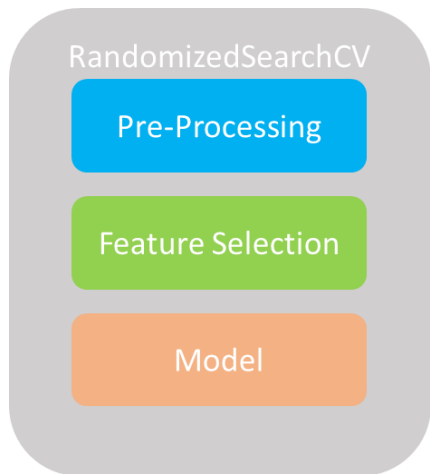 RandomizedSearchCV
Pre-Processing
Feature Selection
Model